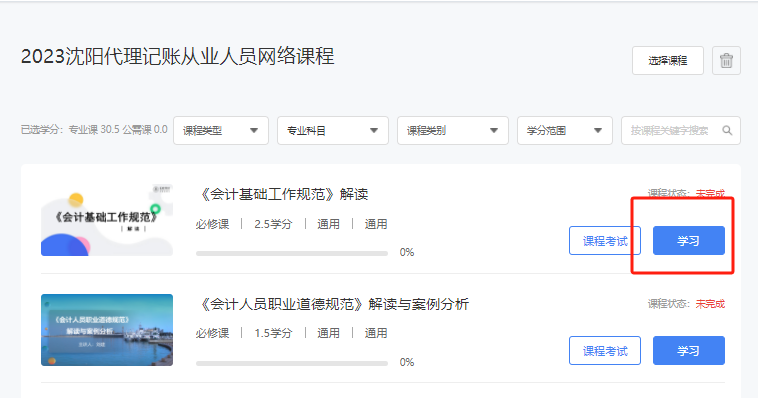 2023沈阳代理记账从业人员网络课程
选择课程
已选学分：专业课 30.5 公需课 0.0
课程类型
专业科目
课程类别
学分范围
按课程关键字搜索
《会计基础工作规范》
解读
《会计基础工作规范》解读
课程状态：未完成
必修课 2.5学分 通用 通用
课程考试
学习
0%
《会计人员职业道德规范》
解读与案例分析
《会计人员职业道德规范》解读与案例分析
课程状态：未完成
必修课 1.5学分 通用 通用
课程考试
学习
0%